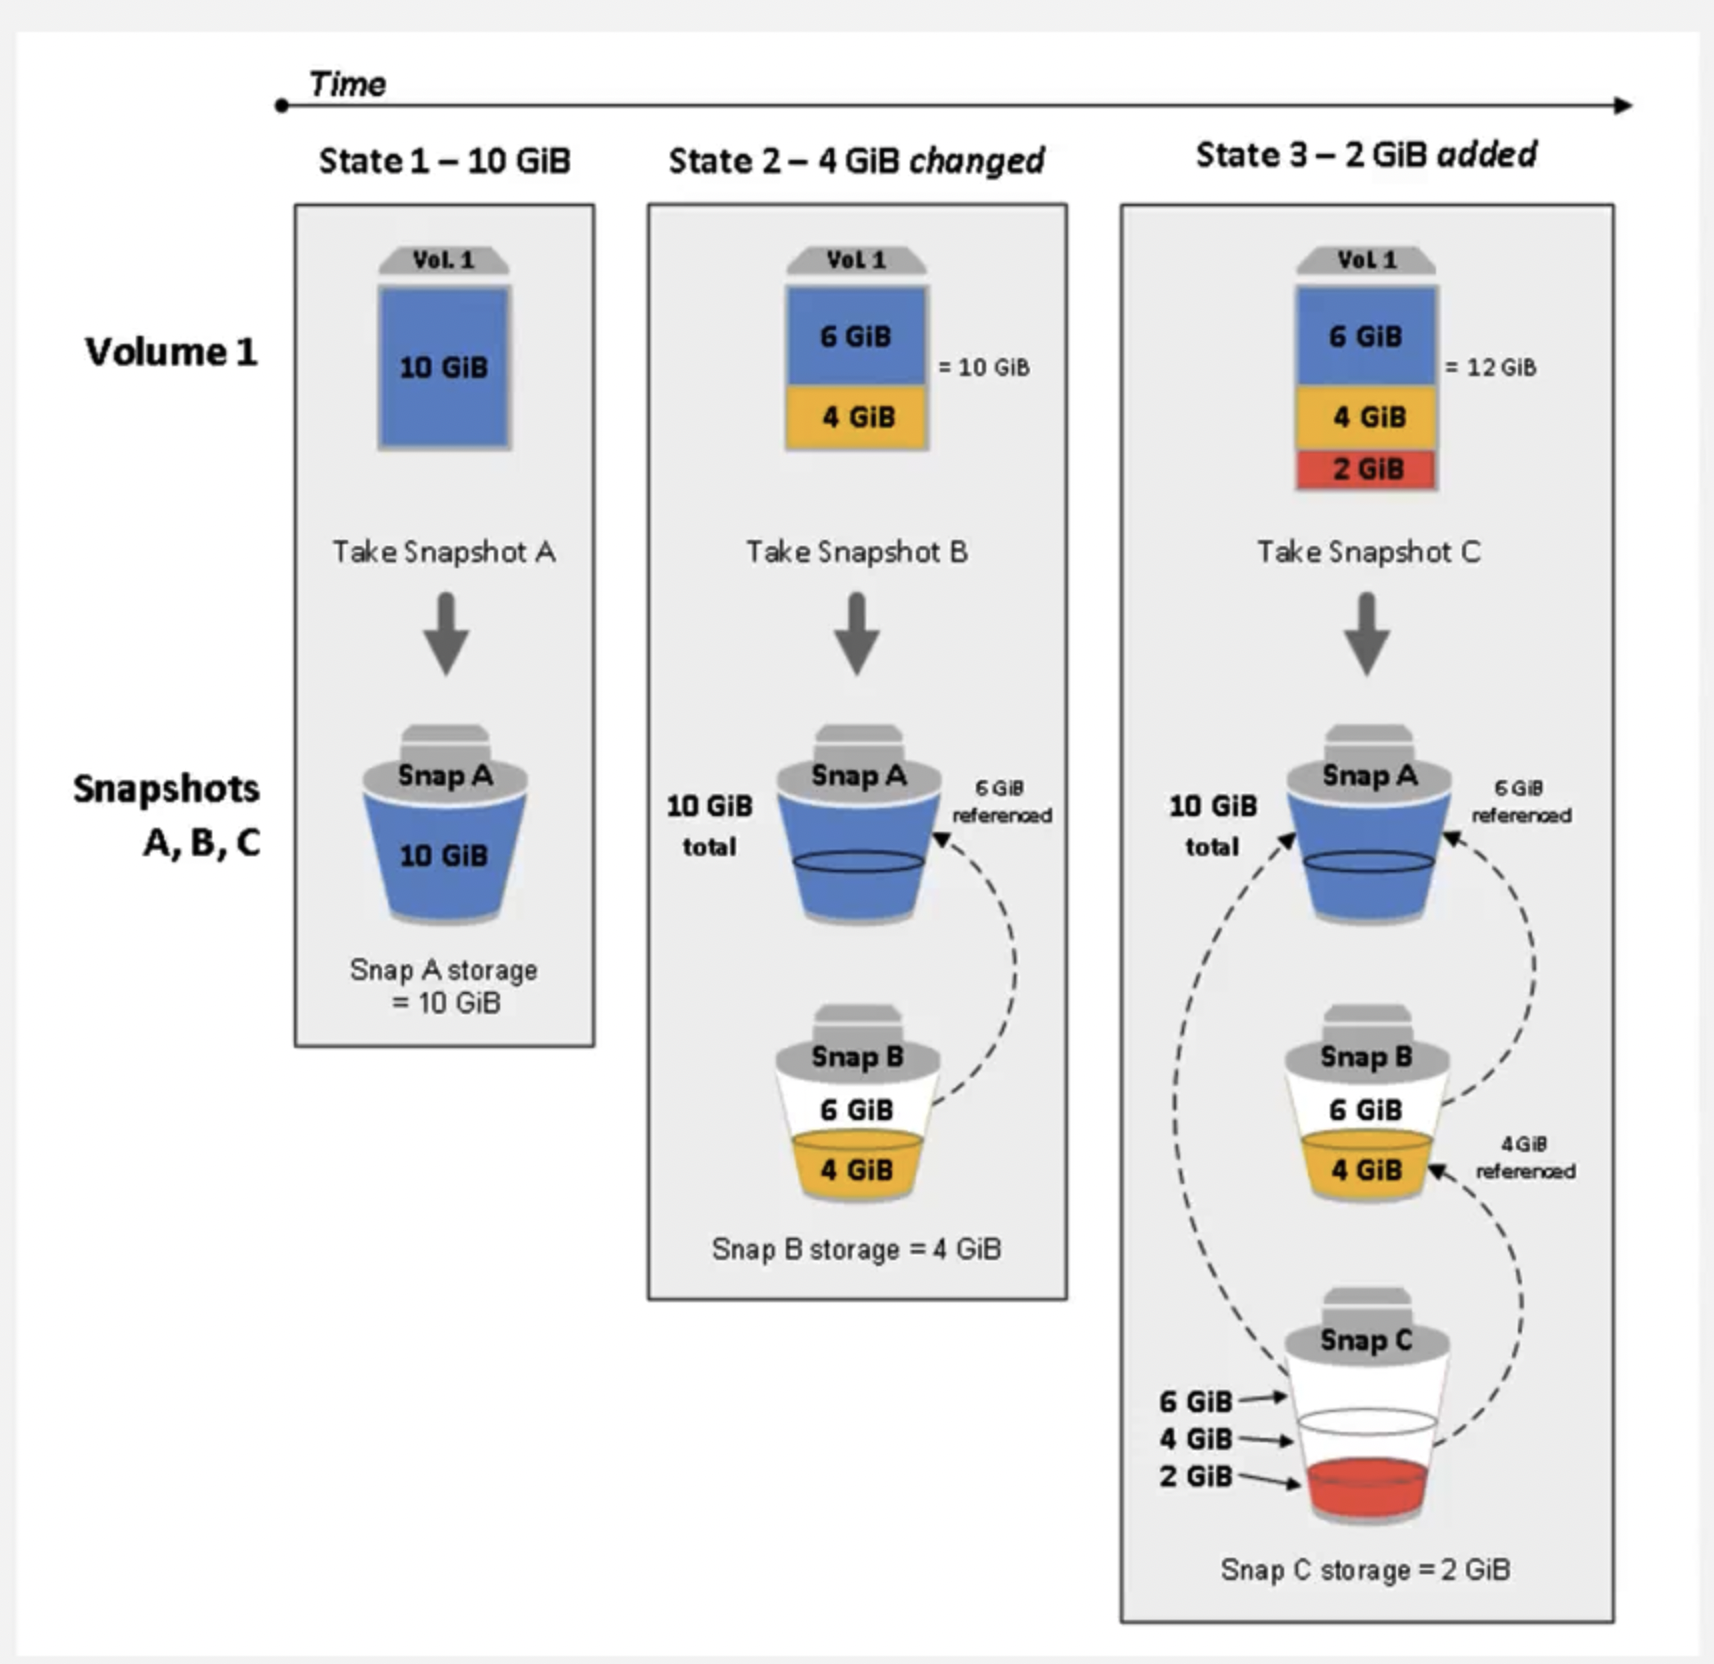 Time
State 1 – 10 GiB
State 2 – 4 GiB changed
State 3 – 2 GiB added
Volume 1
Vol. 1
10 GiB
Take Snapshot A
Vol. 1
6 GiB
4 GiB
= 10 GiB
Take Snapshot B
Vol. 1
6 GiB
4 GiB
2 GiB
= 12 GiB
Take Snapshot C
Snapshots
A, B, C
Snap A
10 GiB
Snap A storage
= 10 GiB
10 GiB
total
Snap A
6 GiB
referenced
Snap B
6 GiB
4 GiB
Snap B storage = 4 GiB
10 GiB
total
Snap A
6 GiB
referenced
Snap B
6 GiB
4 GiB
4 GiB
referenced
Snap C
6 GiB
4 GiB
2 GiB
Snap C storage = 2 GiB